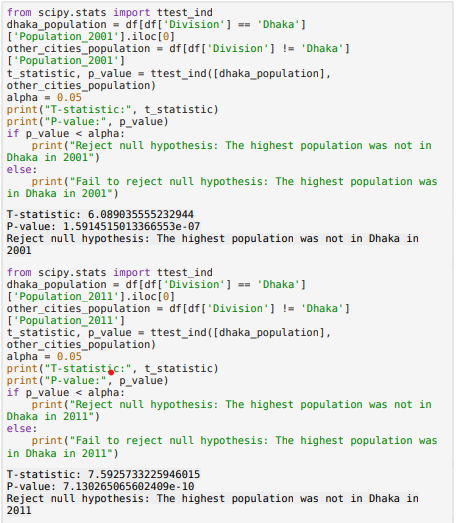 from scipy.stats import ttest_ind
dhaka_population = df[df['Division'] == 'Dhaka']
['Population_2001'].iloc[0]
other_cities_population = df[df['Division'] != 'Dhaka']
['Population_2001']
t_statistic, p_value = ttest_ind([dhaka_population],
other_cities_population)
alpha = 0.05
print("T-statistic:", t_statistic)
print("P-value:", p_value)
if p_value < alpha:
    print("Reject null hypothesis: The highest population was not in
Dhaka in 2001")
else:
    print("Fail to reject null hypothesis: The highest population was
in Dhaka in 2001")
T-statistic: 6.089035555232944
P-value: 1.5914515013366553e-07
Reject null hypothesis: The highest population was not in Dhaka in
2001
from scipy.stats import ttest_ind
dhaka_population = df[df['Division'] == 'Dhaka']
['Population_2011'].iloc[0]
other_cities_population = df[df['Division'] != 'Dhaka']
['Population_2011']
t_statistic, p_value = ttest_ind([dhaka_population],
other_cities_population)
alpha = 0.05
print("T-statistic:", t_statistic)
print("P-value:", p_value)
if p_value < alpha:
    print("Reject null hypothesis: The highest population was not in
Dhaka in 2011")
else:
    print("Fail to reject null hypothesis: The highest population was
in Dhaka in 2011")
T-statistic: 7.5925733225946015
P-value: 7.130265065602409e-10
Reject null hypothesis: The highest population was not in Dhaka in
2011